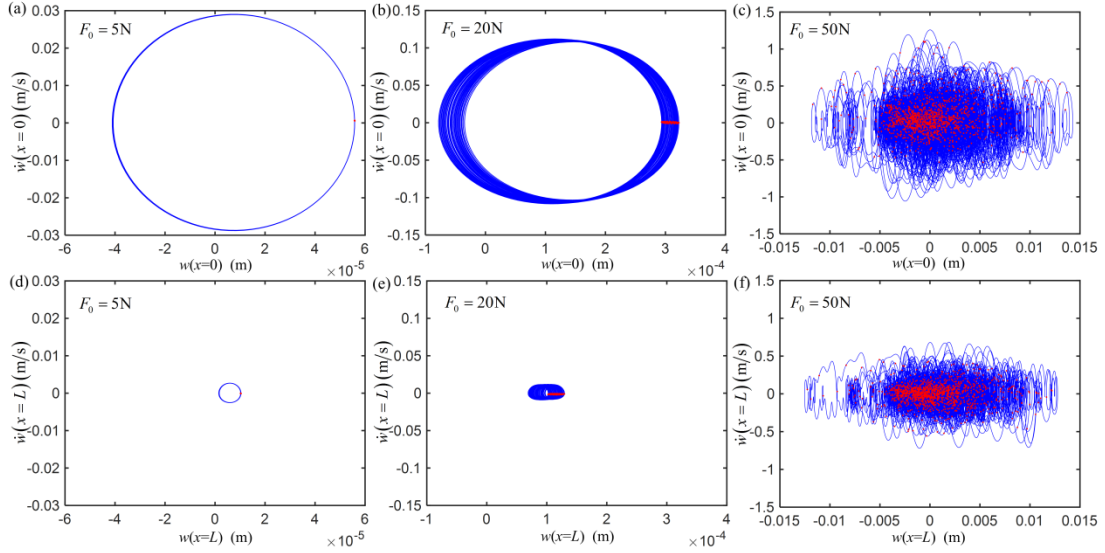 (a)
F₀ = 5N
0.03
0.02
0.01
0
-0.01
-0.02
-0.03
ẇ(x = 0) (m/s)
-6 -4 -2 0 2 4 6
×10⁻⁵
w(x=0) (m)
(b)
F₀ = 20N
0.15
0.1
0.05
0
-0.05
-0.1
-0.15
ẇ(x = 0) (m/s)
-1 0 1 2 3 4
×10⁻⁴
w(x=0) (m)
(c)
F₀ = 50N
1.5
1
0.5
0
-0.5
-1
-1.5
ẇ(x = 0) (m/s)
-0.015 -0.01 -0.005 0 0.005 0.01 0.015
w(x=0) (m)
(d)
F₀ = 5N
0.03
0.02
0.01
0
-0.01
-0.02
-0.03
ẇ(x = L) (m/s)
-6 -4 -2 0 2 4 6
×10⁻⁵
w(x=L) (m)
(e)
F₀ = 20N
0.15
0.1
0.05
0
-0.05
-0.1
-0.15
ẇ(x = L) (m/s)
-1 0 1 2 3 4
×10⁻⁴
w(x=L) (m)
(f)
F₀ = 50N
1.5
1
0.5
0
-0.5
-1
-1.5
ẇ(x = L) (m/s)
-0.015 -0.01 -0.005 0 0.005 0.01 0.015
w(x=L) (m)